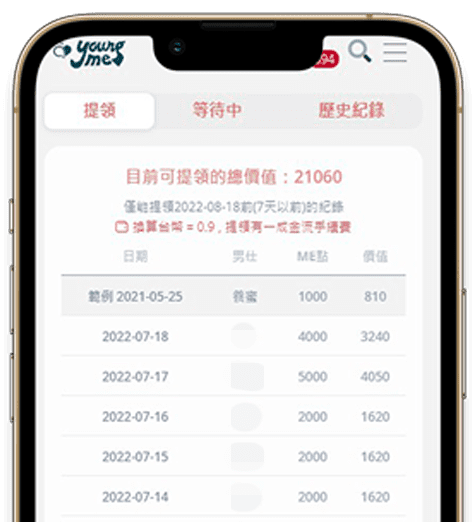 young me
94
提領 等待中 歷史紀錄
目前可提領的總價值：21060
僅能提領2022-08-18前(7天以前)的紀錄
換算台幣 = 0.9，提領有一成金流手續費
日期 男仕 ME點 價值
範例 2021-05-25 養蜜 1000 810
2022-07-18 4000 3240
2022-07-17 5000 4050
2022-07-16 2000 1620
2022-07-15 2000 1620
2022-07-14 2000 1620